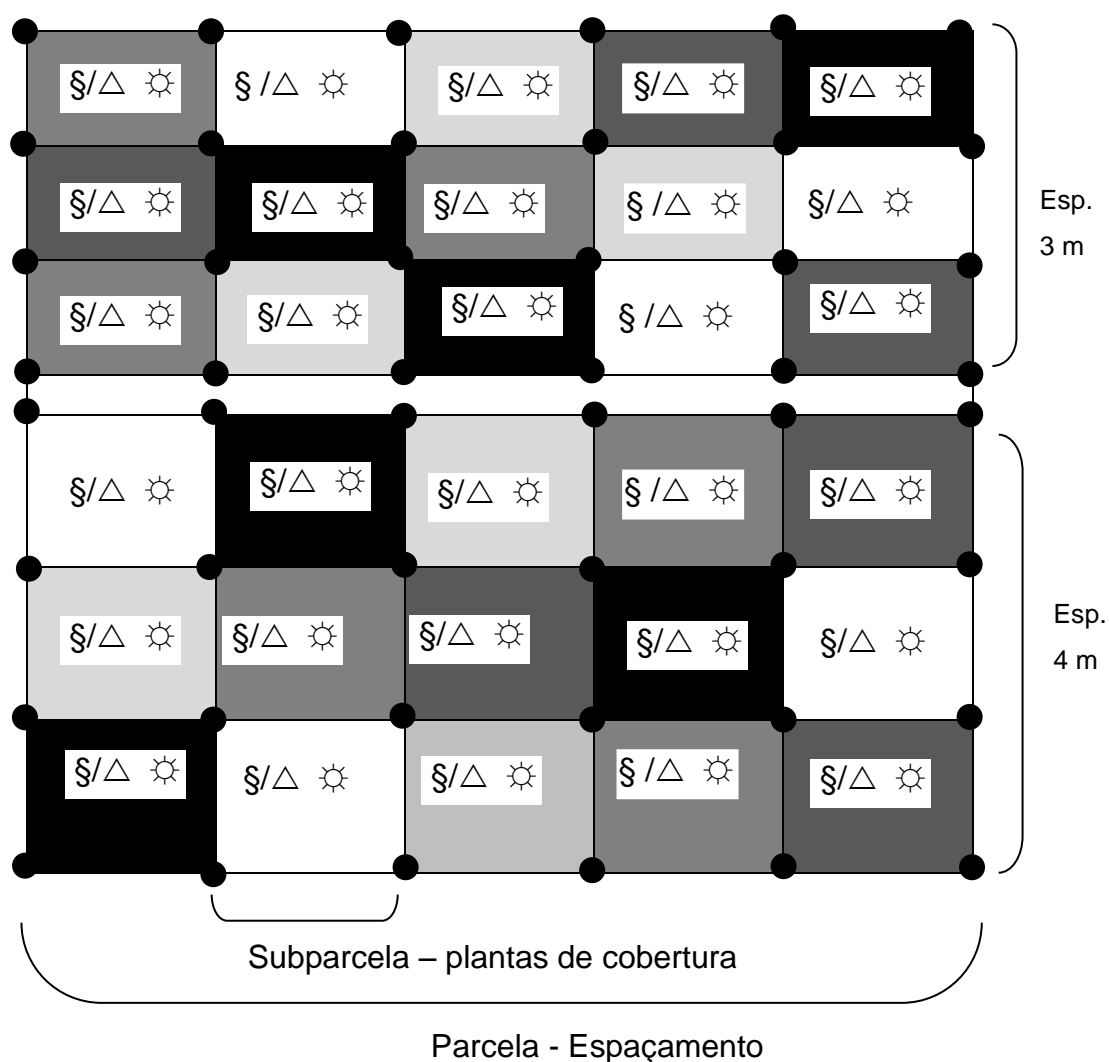 §/△ ☼ § /△ ☼ §/△ ☼ §/△ ☼ §/△ ☼
§/△ ☼ §/△ ☼ §/△ ☼ § /△ ☼ §/△ ☼
Esp.
3 m
§/△ ☼ §/△ ☼ §/△ ☼ § /△ ☼ §/△ ☼
§/△ ☼ §/△ ☼ §/△ ☼ § /△ ☼ §/△ ☼
§/△ ☼ §/△ ☼ §/△ ☼ §/△ ☼ §/△ ☼
Esp.
4 m
§/△ ☼ §/△ ☼ §/△ ☼ § /△ ☼ §/△ ☼
Subparcela – plantas de cobertura
Parcela - Espaçamento